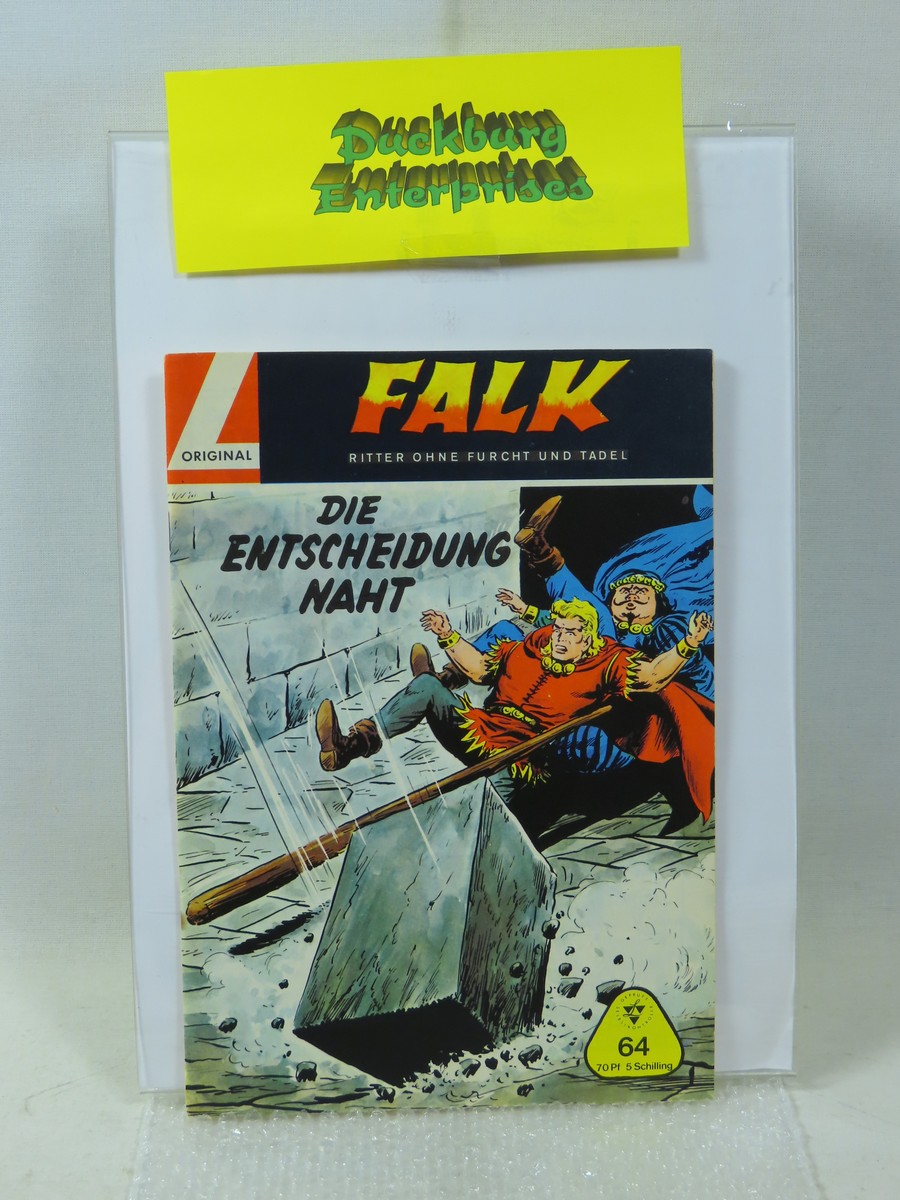 Duckburg
Enterprises
ORIGINAL
FALK
RITTER OHNE FURCHT UND TADEL
DIE
ENTSCHEIDUNG
NAHT
64
70 Pf 5 Schilling